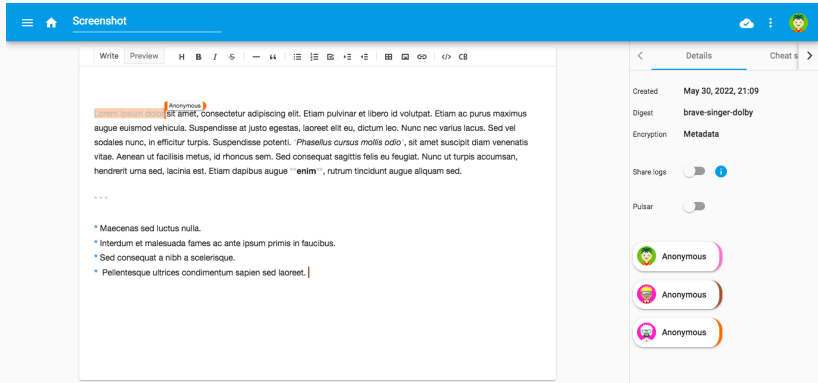 Screenshot
Write Preview H B I S — “ </> CB
Details Cheat s
Created May 30, 2022, 21:09
Digest brave-singer-dolby
Encryption Metadata
Share logs i
Pulsar
Anonymous
Anonymous
Anonymous
Anonymous
Lorem ipsum dolor sit amet, consectetur adipiscing elit. Etiam pulvinar et libero id volutpat. Etiam ac purus maximus
augue euismod vehicula. Suspendisse at justo egestas, laoreet elit eu, dictum leo. Nunc nec varius lacus. Sed vel
sodales nunc, in efficitur turpis. Suspendisse potenti. *Phasellus cursus mollis odio*, sit amet suscipit diam venenatis
vitae. Aenean ut facilisis metus, id rhoncus sem. Sed consequat sagittis felis eu feugiat. Nunc ut turpis accumsan,
hendrerit urna sed, lacinia est. Etiam dapibus augue **enim**, rutrum tincidunt augue aliquam sed.
* * *
* Maecenas sed luctus nulla.
* Interdum et malesuada fames ac ante ipsum primis in faucibus.
* Sed consequat a nibh a scelerisque.
* Pellentesque ultrices condimentum sapien sed laoreet.